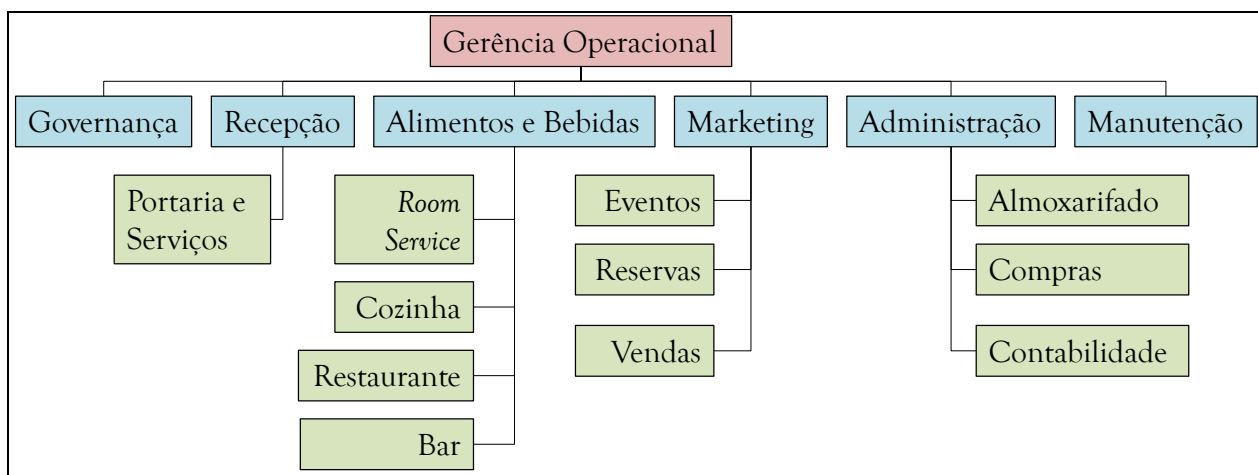 Gerência Operacional
Governança
Recepção
Alimentos e Bebidas
Marketing
Administração
Manutenção
Portaria e
Serviços
Room
Service
Cozinha
Restaurante
Bar
Eventos
Reservas
Vendas
Almoxarifado
Compras
Contabilidade